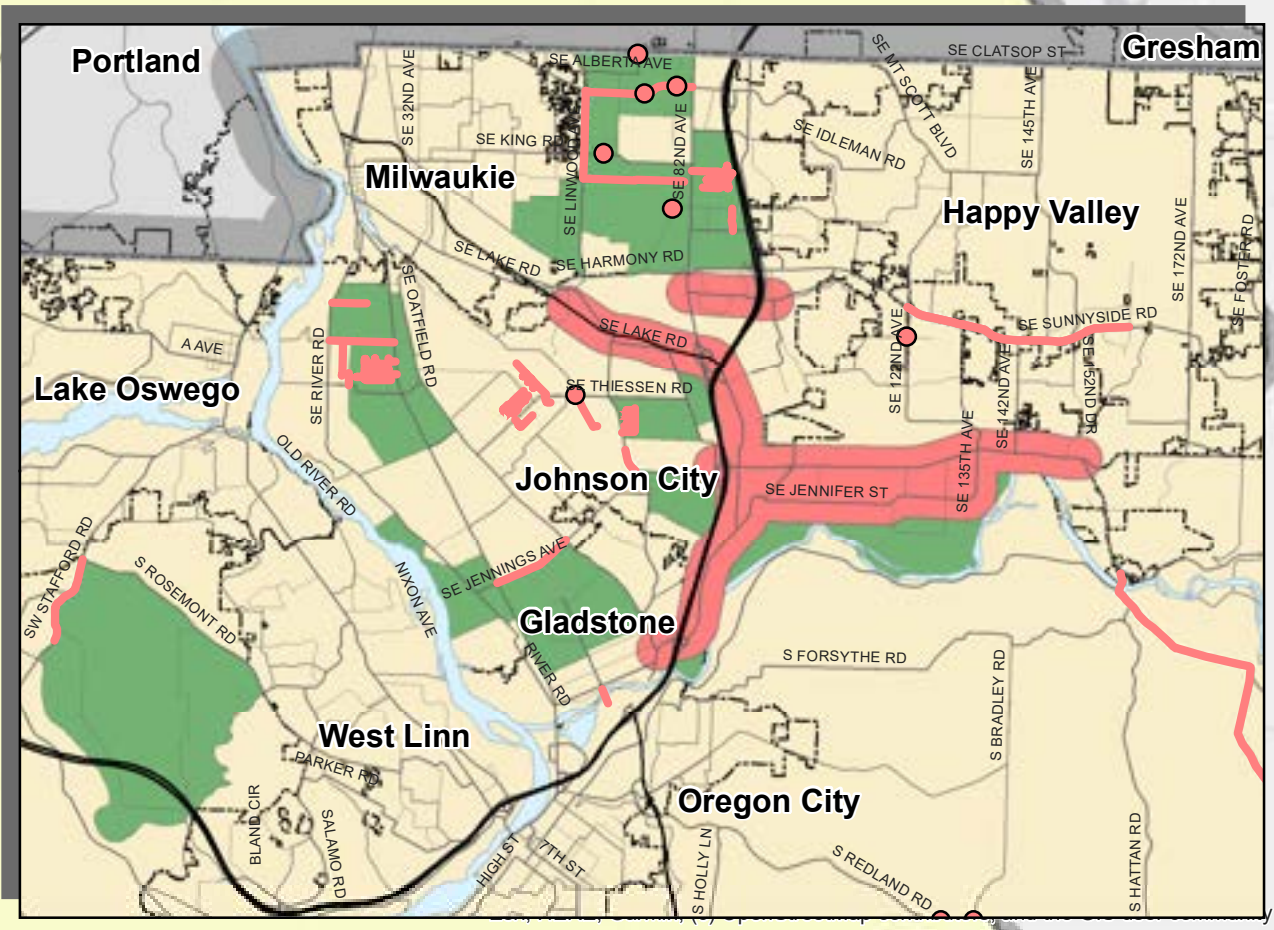 Portland
SE CLATSOP ST
Gresham
SE ALBERTA AVE
SE 32ND AVE
SE MT SCOTT BLVD
SE 145TH AVE
SE KING RD
SE LINWOOD AVE
SE 82ND AVE
SE IDLEMAN RD
Milwaukie
Happy Valley
SE 172ND AVE
SE FOSTER RD
SE LAKE RD
SE HARMONY RD
SE OATFIELD RD
SE SUNNYSIDE RD
SE LAKE RD
A AVE
SE RIVER RD
SE 122ND AVE
SE 142ND AVE
SE 152ND DR
Lake Oswego
SE THIESSEN RD
SE 135TH AVE
OLD RIVER RD
Johnson City
SE JENNIFER ST
SW STAFFORD RD
S ROSEMONT RD
NIXON AVE
SE JENNINGS AVE
Gladstone
RIVER RD
S FORSYTHE RD
S BRADLEY RD
West Linn
PARKER RD
Oregon City
BLAND CIR
SALAMO RD
HIGH ST
7TH ST
S HOLLY LN
S REDLAND RD
S HATTAN RD